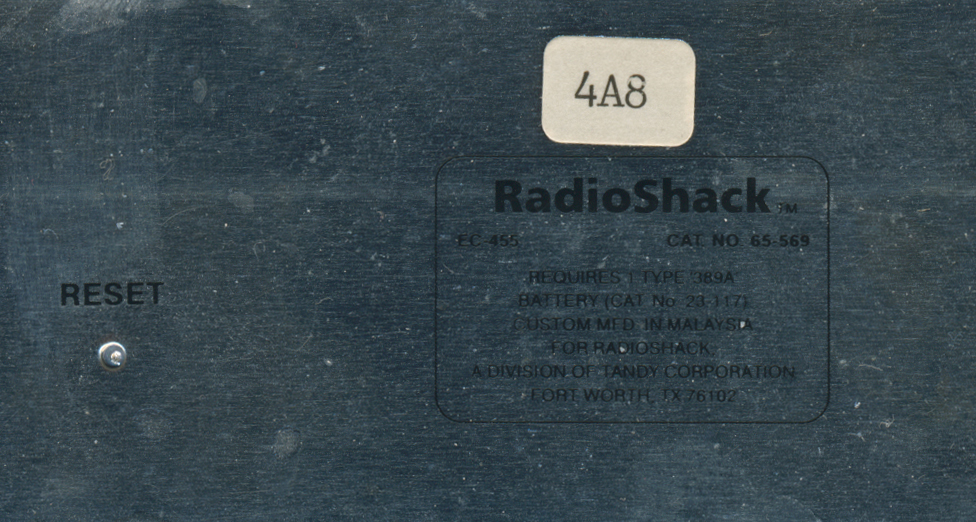 4A8
RadioShack™
EC-455 CAT. NO. 65-569
RESET
REQUIRES 1 TYPE "389A"
BATTERY (CAT. No. 23-117)
CUSTOM MFD. IN MALAYSIA
FOR RADIOSHACK,
A DIVISION OF TANDY CORPORATION
FORT WORTH, TX 76102